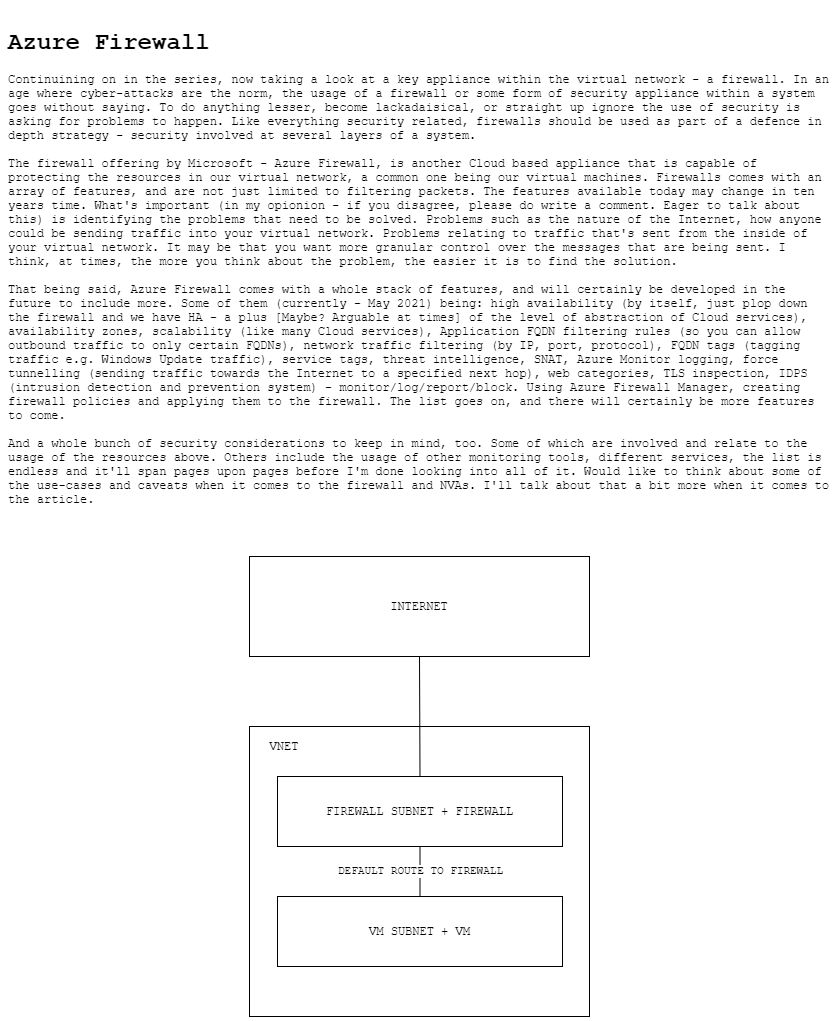 Azure Firewall
Continuining on in the series, now taking a look at a key appliance within the virtual network - a firewall. In an
age where cyber-attacks are the norm, the usage of a firewall or some form of security appliance within a system
goes without saying. To do anything lesser, become lackadaisical, or straight up ignore the use of security is
asking for problems to happen. Like everything security related, firewalls should be used as part of a defence in
depth strategy - security involved at several layers of a system.
The firewall offering by Microsoft - Azure Firewall, is another Cloud based appliance that is capable of
protecting the resources in our virtual network, a common one being our virtual machines. Firewalls comes with an
array of features, and are not just limited to filtering packets. The features available today may change in ten
years time. What's important (in my opionion - if you disagree, please do write a comment. Eager to talk about
this) is identifying the problems that need to be solved. Problems such as the nature of the Internet, how anyone
could be sending traffic into your virtual network. Problems relating to traffic that's sent from the inside of
your virtual network. It may be that you want more granular control over the messages that are being sent. I
think, at times, the more you think about the problem, the easier it is to find the solution.
That being said, Azure Firewall comes with a whole stack of features, and will certainly be developed in the
future to include more. Some of them (currently - May 2021) being: high availability (by itself, just plop down
the firewall and we have HA - a plus [Maybe? Arguable at times] of the level of abstraction of Cloud services),
availability zones, scalability (like many Cloud services), Application FQDN filtering rules (so you can allow
outbound traffic to only certain FQDNs), network traffic filtering (by IP, port, protocol), FQDN tags (tagging
traffic e.g. Windows Update traffic), service tags, threat intelligence, SNAT, Azure Monitor logging, force
tunnelling (sending traffic towards the Internet to a specified next hop), web categories, TLS inspection, IDPS
(intrusion detection and prevention system) - monitor/log/report/block. Using Azure Firewall Manager, creating
firewall policies and applying them to the firewall. The list goes on, and there will certainly be more features
to come.
And a whole bunch of security considerations to keep in mind, too. Some of which are involved and relate to the
usage of the resources above. Others include the usage of other monitoring tools, different services, the list is
endless and it'll span pages upon pages before I'm done looking into all of it. Would like to think about some of
the use-cases and caveats when it comes to the firewall and NVAs. I'll talk about that a bit more when it comes to
the article.
INTERNET
VNET
FIREWALL SUBNET + FIREWALL
DEFAULT ROUTE TO FIREWALL
VM SUBNET + VM